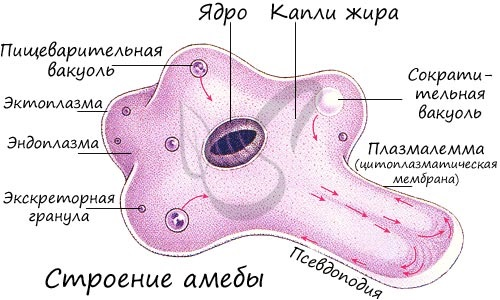 Ядро
Капли жира
Пищеварительная
вакуоль
Сократи-
тельная
вакуоль
Эктоплазма
Эндоплазма
Плазмалемма
(цитоплазматическая
мембрана)
Экскреторная
гранула
Псевдоподия
Строение амебы